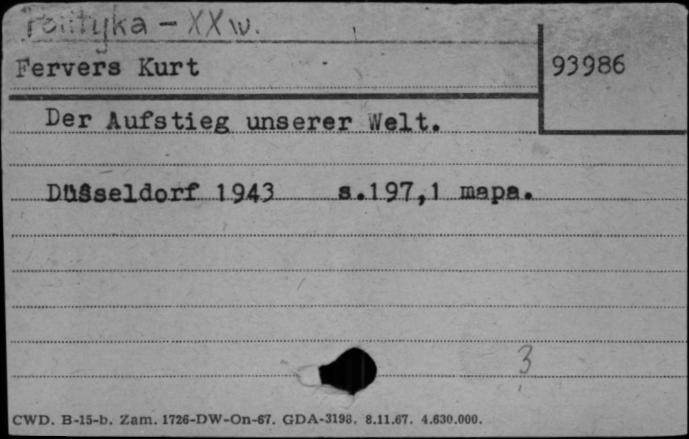 Polityka - XX w.
Fervers Kurt
93986
Der Aufstieg unserer Welt.
Düsseldorf 1943 s.197,1 mapa.
3
CWD. B-15-b. Zam. 1726-DW-On-67. GDA-3198. 8.11.67. 4.630.000.